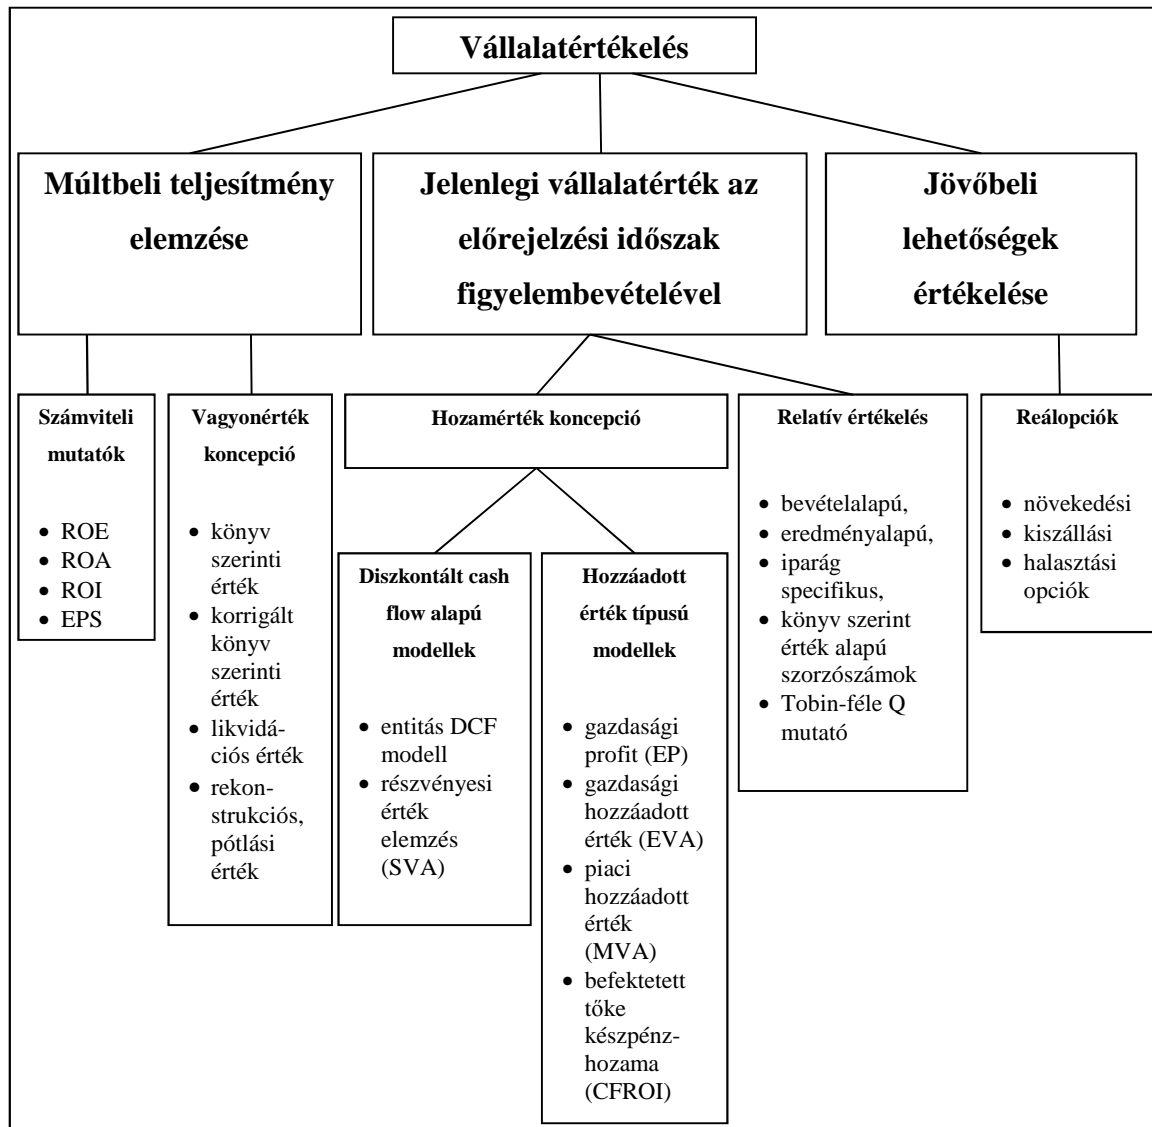 Vállalatértékelés
Múltbeli teljesítmény
elemzése
Jelenlegi vállalatérték az
előrejelzési időszak
figyelembevételével
Jövőbeli
lehetőségek
értékelése
Számviteli
mutatók
• ROE
• ROA
• ROI
• EPS
Vagyonérték
koncepció
• könyv
szerinti
érték
• korrigált
könyv
szerinti
érték
• likvidá-
ciós érték
• rekon-
strukciós,
pótlási
érték
Hozamérték koncepció
Diszkontált cash
flow alapú
modellek
• entitás DCF
modell
• részvényesi
érték
elemzés
(SVA)
Hozzáadott
érték típusú
modellek
• gazdasági
profit (EP)
• gazdasági
hozzáadott
érték (EVA)
• piaci
hozzáadott
érték
(MVA)
• befektetett
tőke
készpénz-
hozama
(CFROI)
Relatív értékelés
• bevételalapú,
• eredményalapú,
• iparág
specifikus,
• könyv szerint
érték alapú
szorzószámok
• Tobin-féle Q
mutató
Reálopciók
• növekedési
• kiszállási
• halasztási
opciók